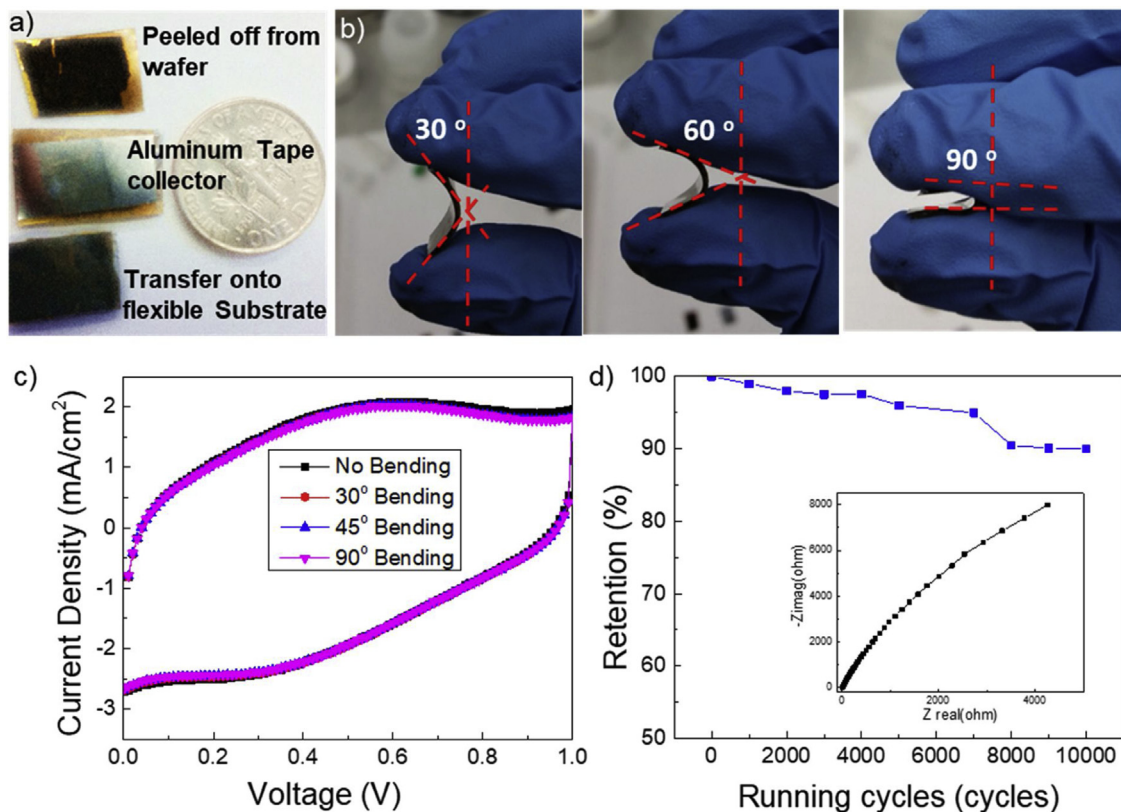 a)
Peeled off from
wafer
Aluminum Tape
collector
Transfer onto
flexible Substrate
ONE
b)
30 °
60 °
90 °
c)
Current Density (mA/cm²)
2
1
0
-1
-2
-3
No Bending
30° Bending
45° Bending
90° Bending
0.0 0.2 0.4 0.6 0.8 1.0
Voltage (V)
d)
Retention (%)
100
90
80
70
60
50
-Zimag(ohm)
8000
6000
4000
2000
0
0 2000 4000
Z real(ohm)
0 2000 4000 6000 8000 10000
Running cycles (cycles)